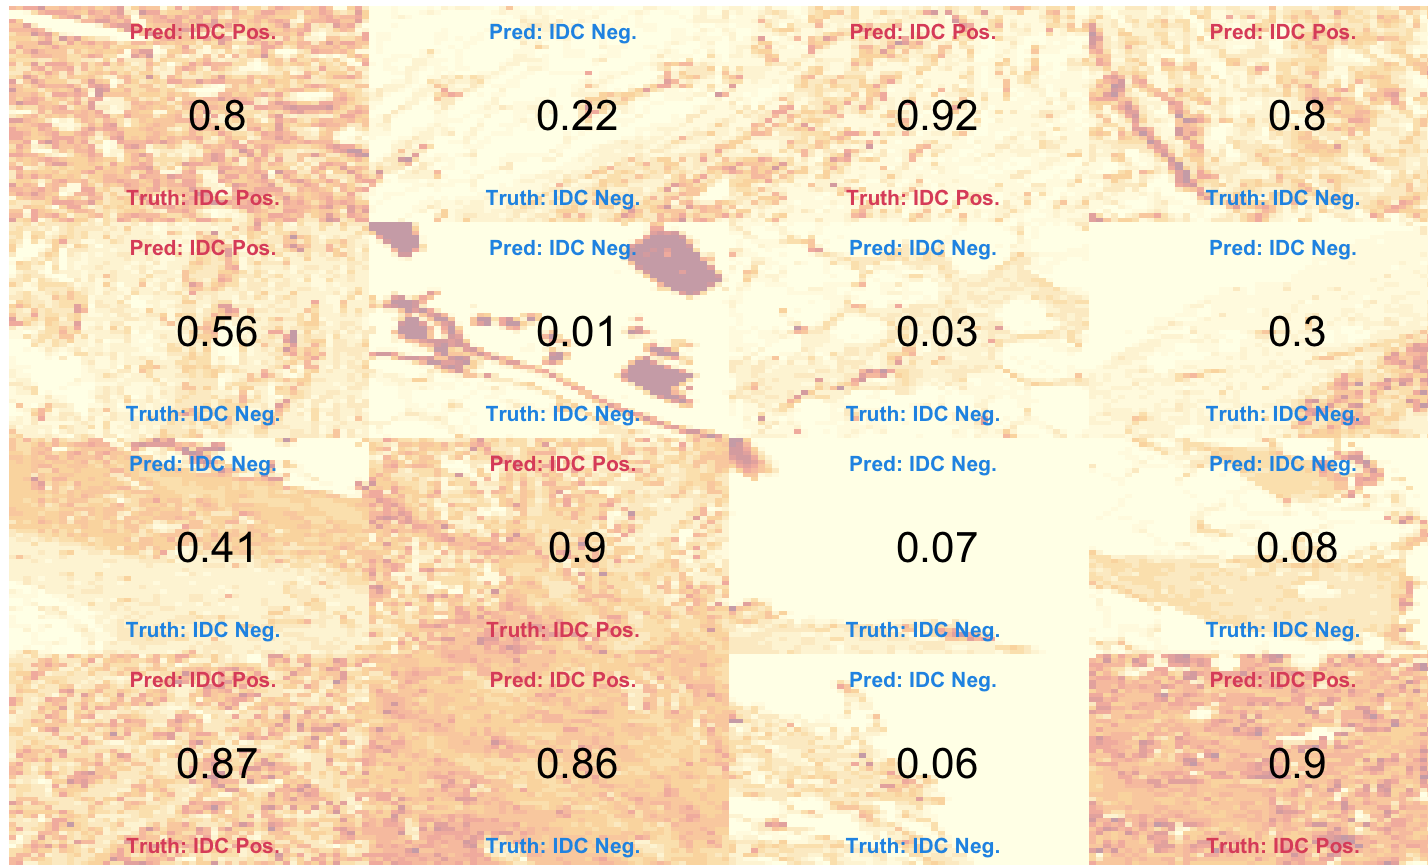 Pred: IDC Pos. Pred: IDC Neg. Pred: IDC Pos. Pred: IDC Pos.
0.8 0.22 0.92 0.8
Truth: IDC Pos. Truth: IDC Neg. Truth: IDC Pos. Truth: IDC Neg.
Pred: IDC Pos. Pred: IDC Neg. Pred: IDC Neg. Pred: IDC Neg.
0.56 0.01 0.03 0.3
Truth: IDC Neg. Truth: IDC Neg. Truth: IDC Neg. Truth: IDC Neg.
Pred: IDC Neg. Pred: IDC Pos. Pred: IDC Neg. Pred: IDC Neg.
0.41 0.9 0.07 0.08
Truth: IDC Neg. Truth: IDC Pos. Truth: IDC Neg. Truth: IDC Neg.
Pred: IDC Pos. Pred: IDC Pos. Pred: IDC Neg. Pred: IDC Pos.
0.87 0.86 0.06 0.9
Truth: IDC Pos. Truth: IDC Neg. Truth: IDC Neg. Truth: IDC Pos.